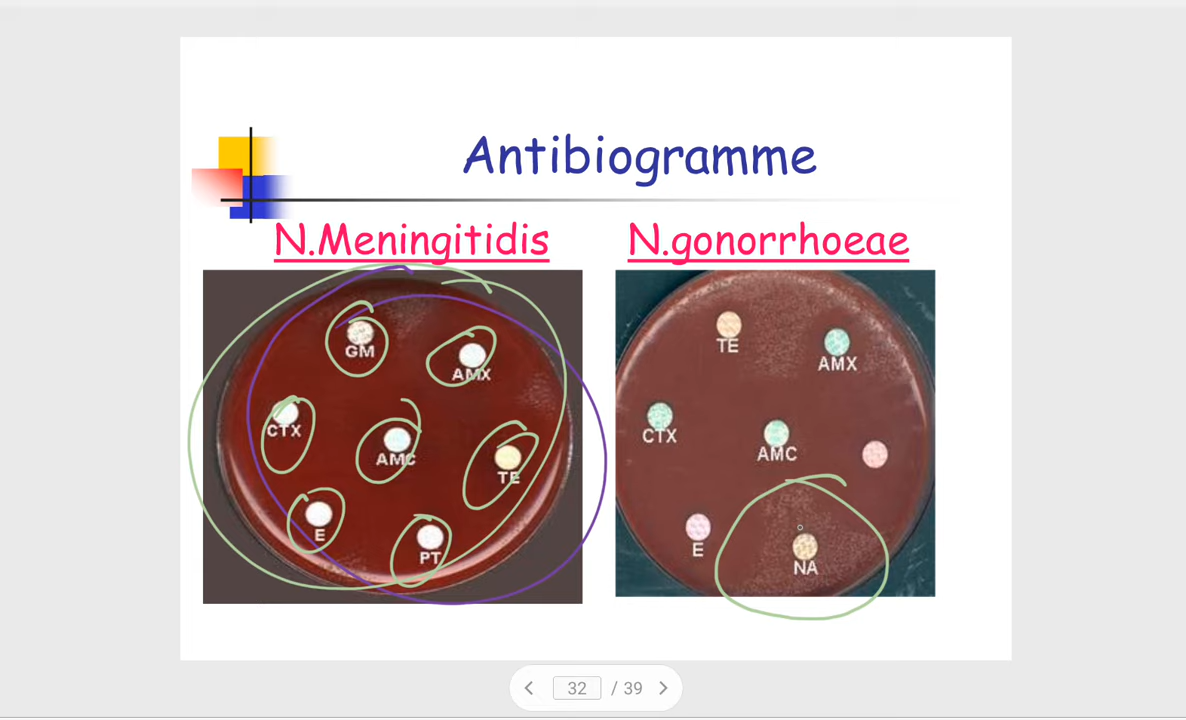 Antibiogramme
N.Meningitidis
N.gonorrhoeae
GM
AMX
CTX
AMC
TE
E
PT
TE
AMX
CTX
AMC
E
NA
32 / 39